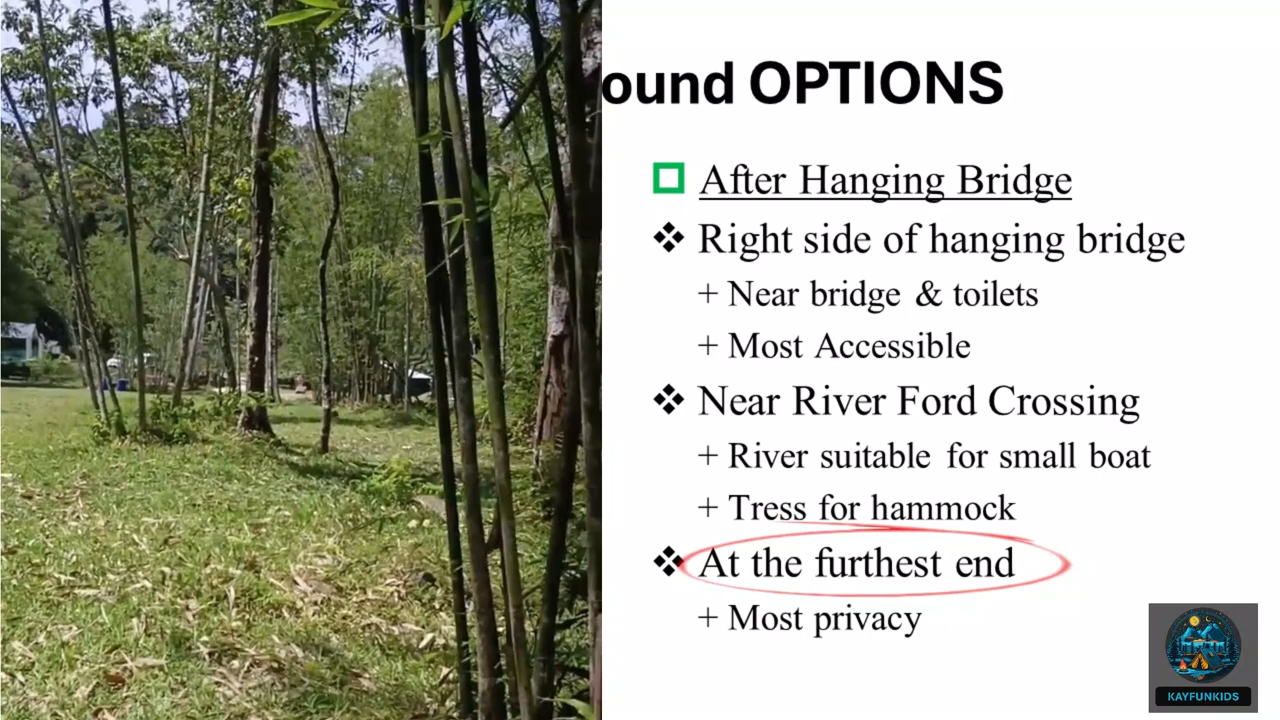 ound OPTIONS
After Hanging Bridge
❖ Right side of hanging bridge
+ Near bridge & toilets
+ Most Accessible
❖ Near River Ford Crossing
+ River suitable for small boat
+ Tress for hammock
❖ At the furthest end
+ Most privacy
KAYFUNKIDS